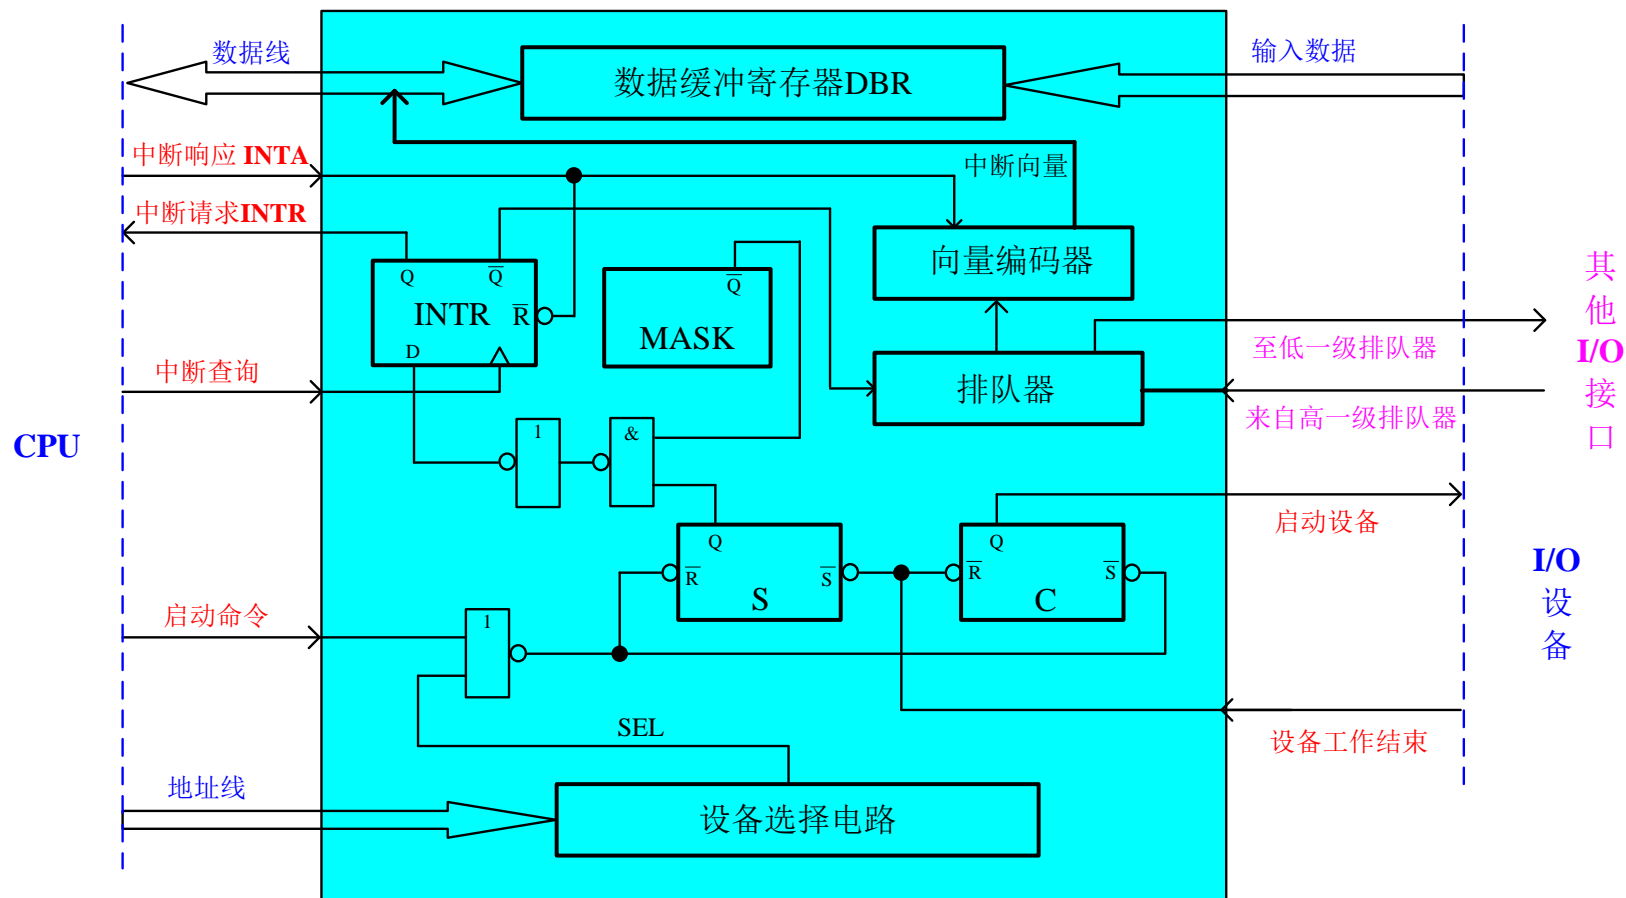 数据线
输入数据
数据缓冲寄存器DBR
中断响应 INTA
中断向量
中断请求INTR
Q
Q̅
INTR
R̅
D
Q̅
MASK
向量编码器
其他I/O接口
至低一级排队器
中断查询
排队器
来自高一级排队器
1
&
CPU
启动设备
Q
R̅
S̅
S
Q
R̅
S̅
C
I/O设备
启动命令
1
SEL
设备工作结束
地址线
设备选择电路